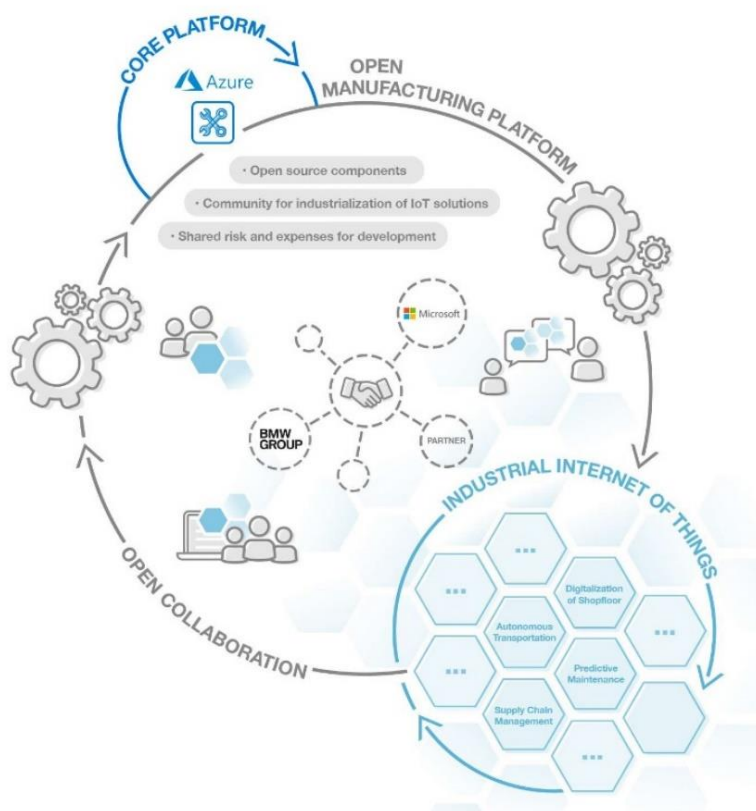 CORE PLATFORM
Azure
OPEN
MANUFACTURING PLATFORM
· Open source components
· Community for industrialization of IoT solutions
· Shared risk and expenses for development
Microsoft
BMW
GROUP
PARTNER
INDUSTRIAL INTERNET OF THINGS
...
Digitalization
of Shopfloor
...
Autonomous
Transportation
...
Predictive
Maintenance
...
Supply Chain
Management
...
OPEN COLLABORATION